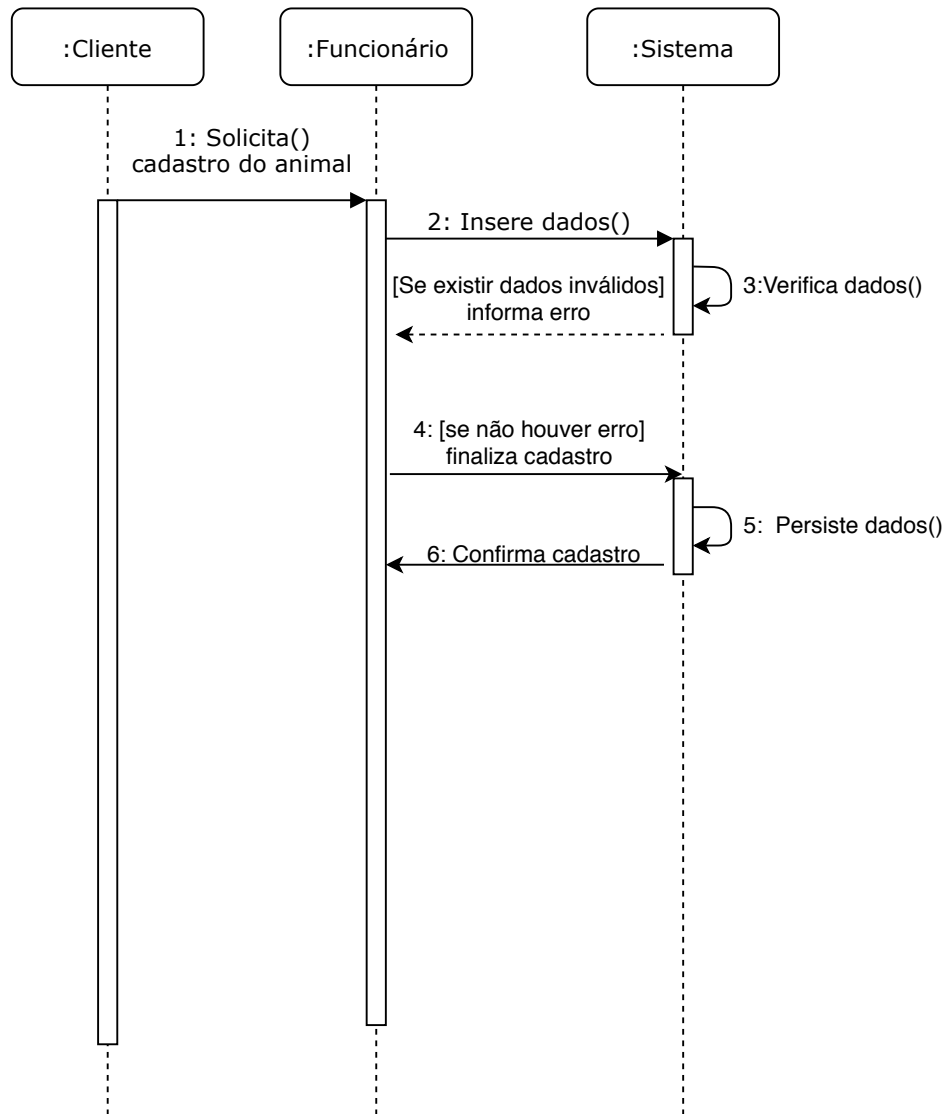 :Cliente
:Funcionário
:Sistema
1: Solicita()
cadastro do animal
2: Insere dados()
3:Verifica dados()
[Se existir dados inválidos]
informa erro
4: [se não houver erro]
finaliza cadastro
5:  Persiste dados()
6: Confirma cadastro